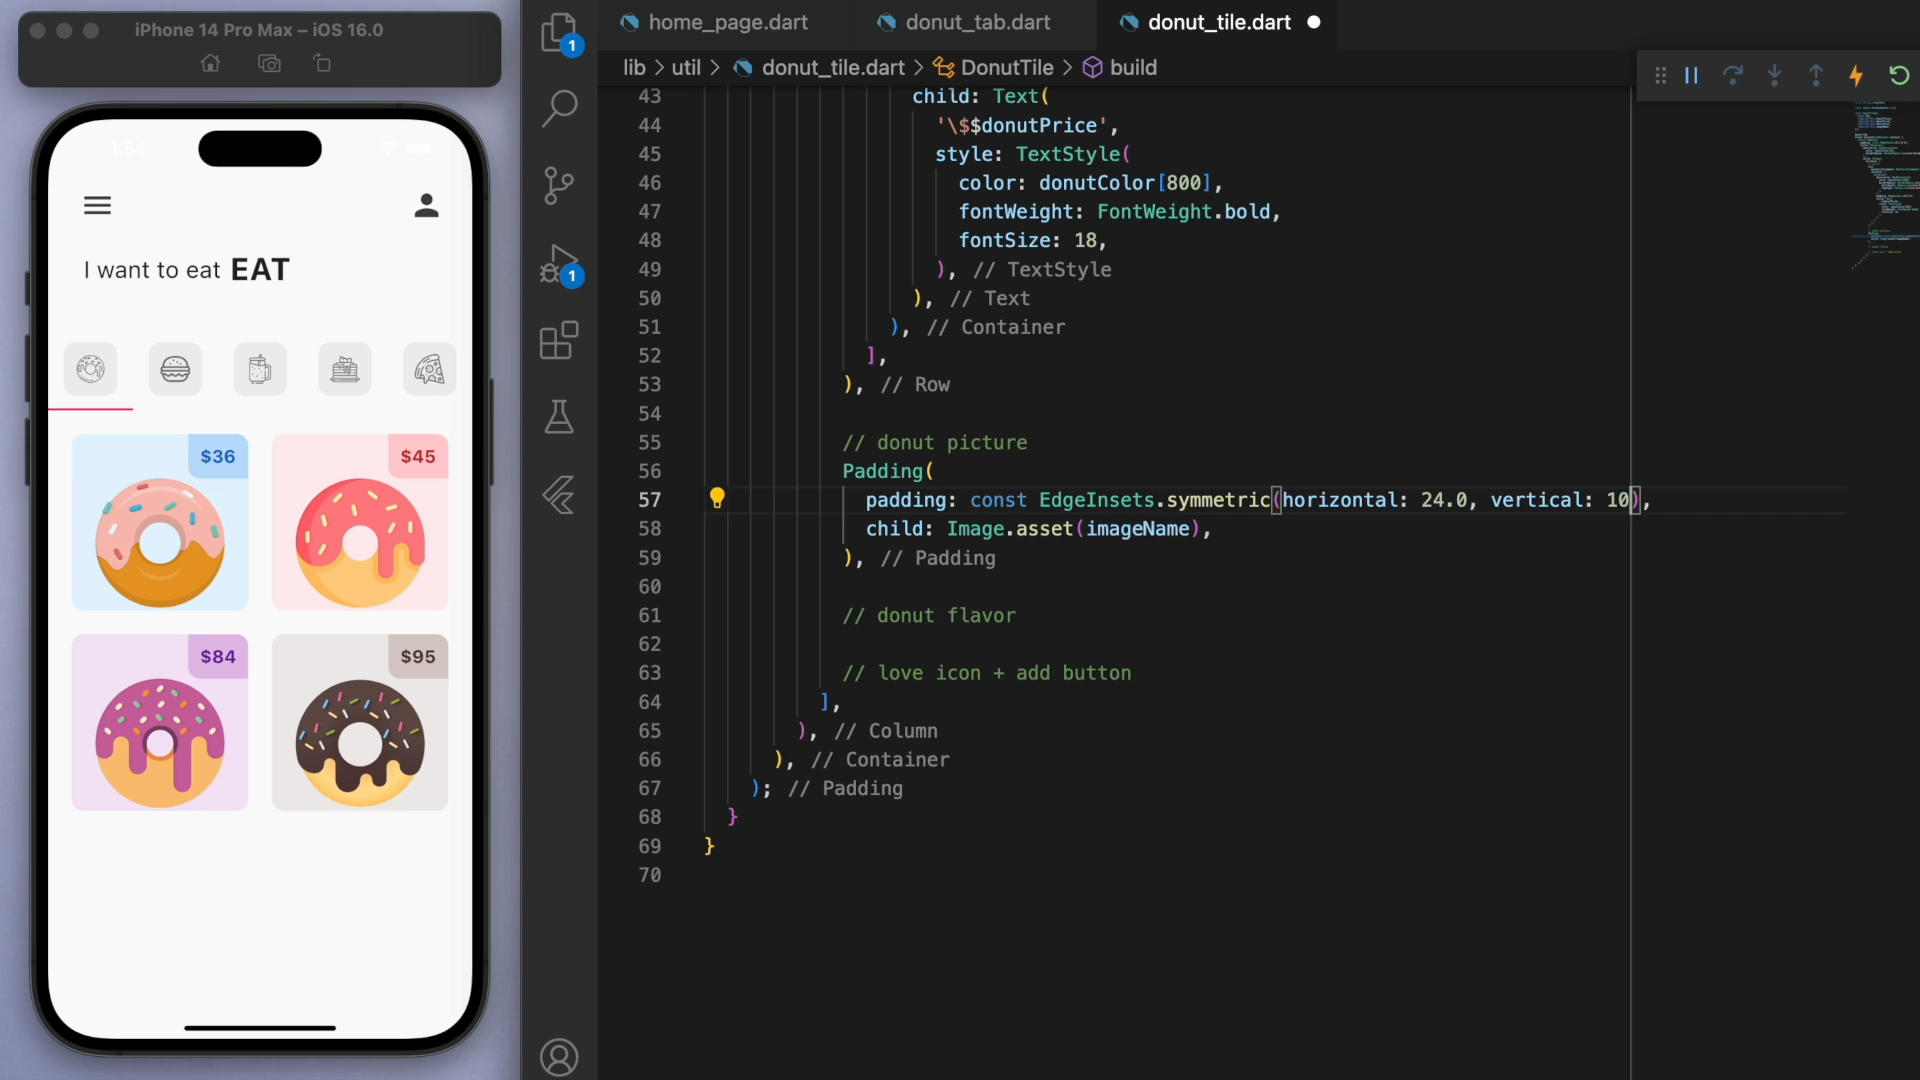 iPhone 14 Pro Max – iOS 16.0
1:54
I want to eat EAT
$36
$45
$84
$95
1
1
home_page.dart
donut_tab.dart
donut_tile.dart
lib > util > donut_tile.dart > DonutTile > build
43 child: Text(
44 '\$$donutPrice',
45 style: TextStyle(
46 color: donutColor[800],
47 fontWeight: FontWeight.bold,
48 fontSize: 18,
49 ), // TextStyle
50 ), // Text
51 ), // Container
52 ],
53 ), // Row
54
55 // donut picture
56 Padding(
57 padding: const EdgeInsets.symmetric(horizontal: 24.0, vertical: 10),
58 child: Image.asset(imageName),
59 ), // Padding
60
61 // donut flavor
62
63 // love icon + add button
64 ],
65 ), // Column
66 ), // Container
67 ); // Padding
68 }
69 }
70